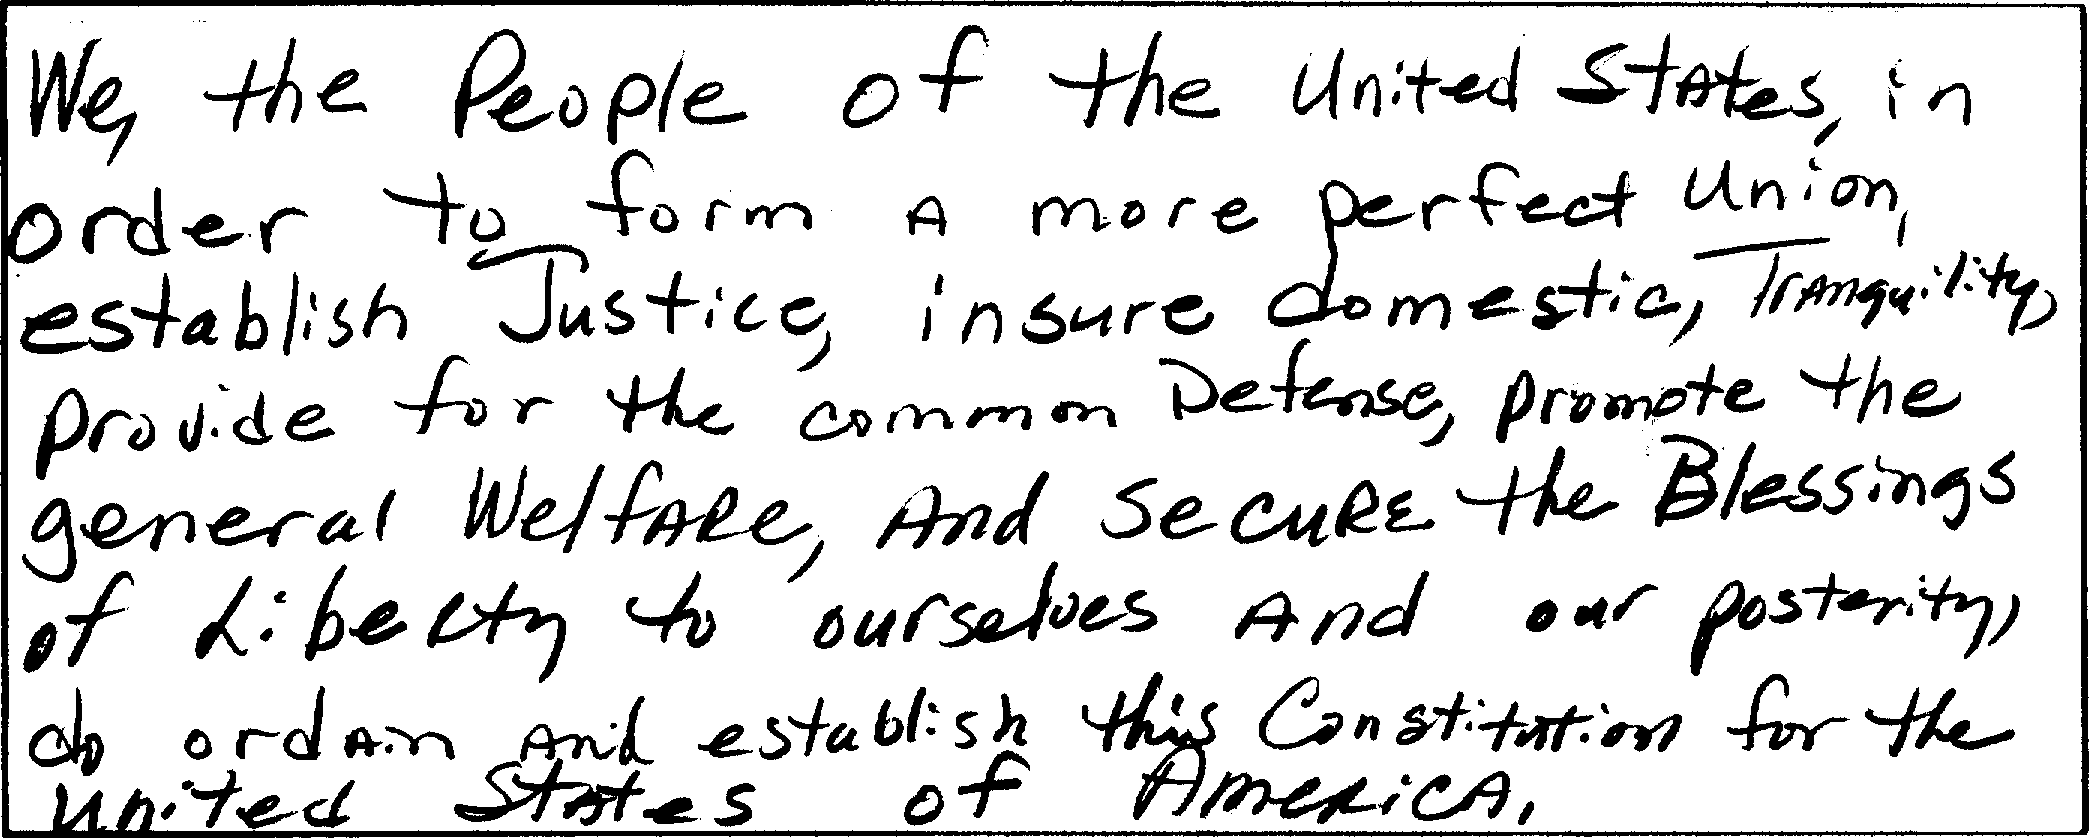 We, the People of the United States, in
order to form a more perfect Union,
establish Justice, insure domestic, Tranquility,
provide for the common Defense, promote the
general Welfare, and secure the Blessings
of Liberty to ourselves and our posterity,
do ordain and establish this Constitution for the
United States of America.